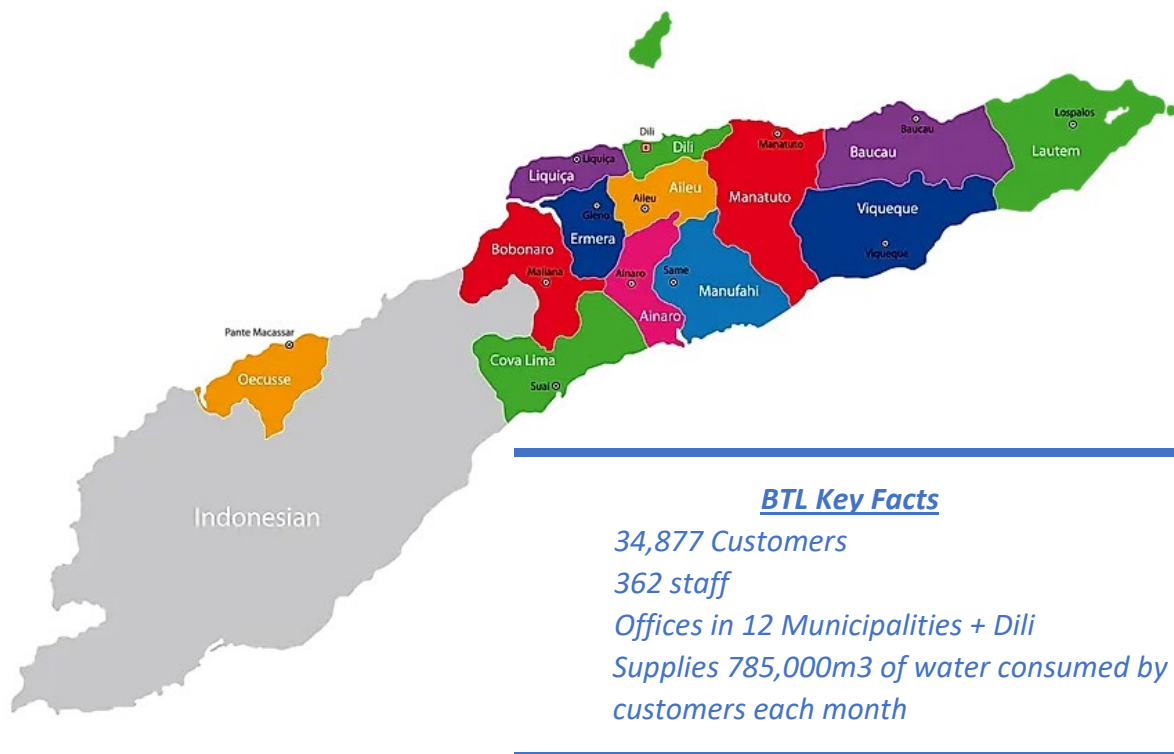 Dili
Dili
Lospalos
Lautem
Baucau
Baucau
Manatuto
Manatuto
Liquiça
Liquiça
Aileu
Aileu
Viqueque
Viqueque
Gleno
Ermera
Bobonaro
Maliana
Ainaro
Ainaro
Same
Manufahi
Pante Macassar
Oecusse
Cova Lima
Suai
Indonesian
BTL Key Facts
34,877 Customers
362 staff
Offices in 12 Municipalities + Dili
Supplies 785,000m3 of water consumed by
customers each month